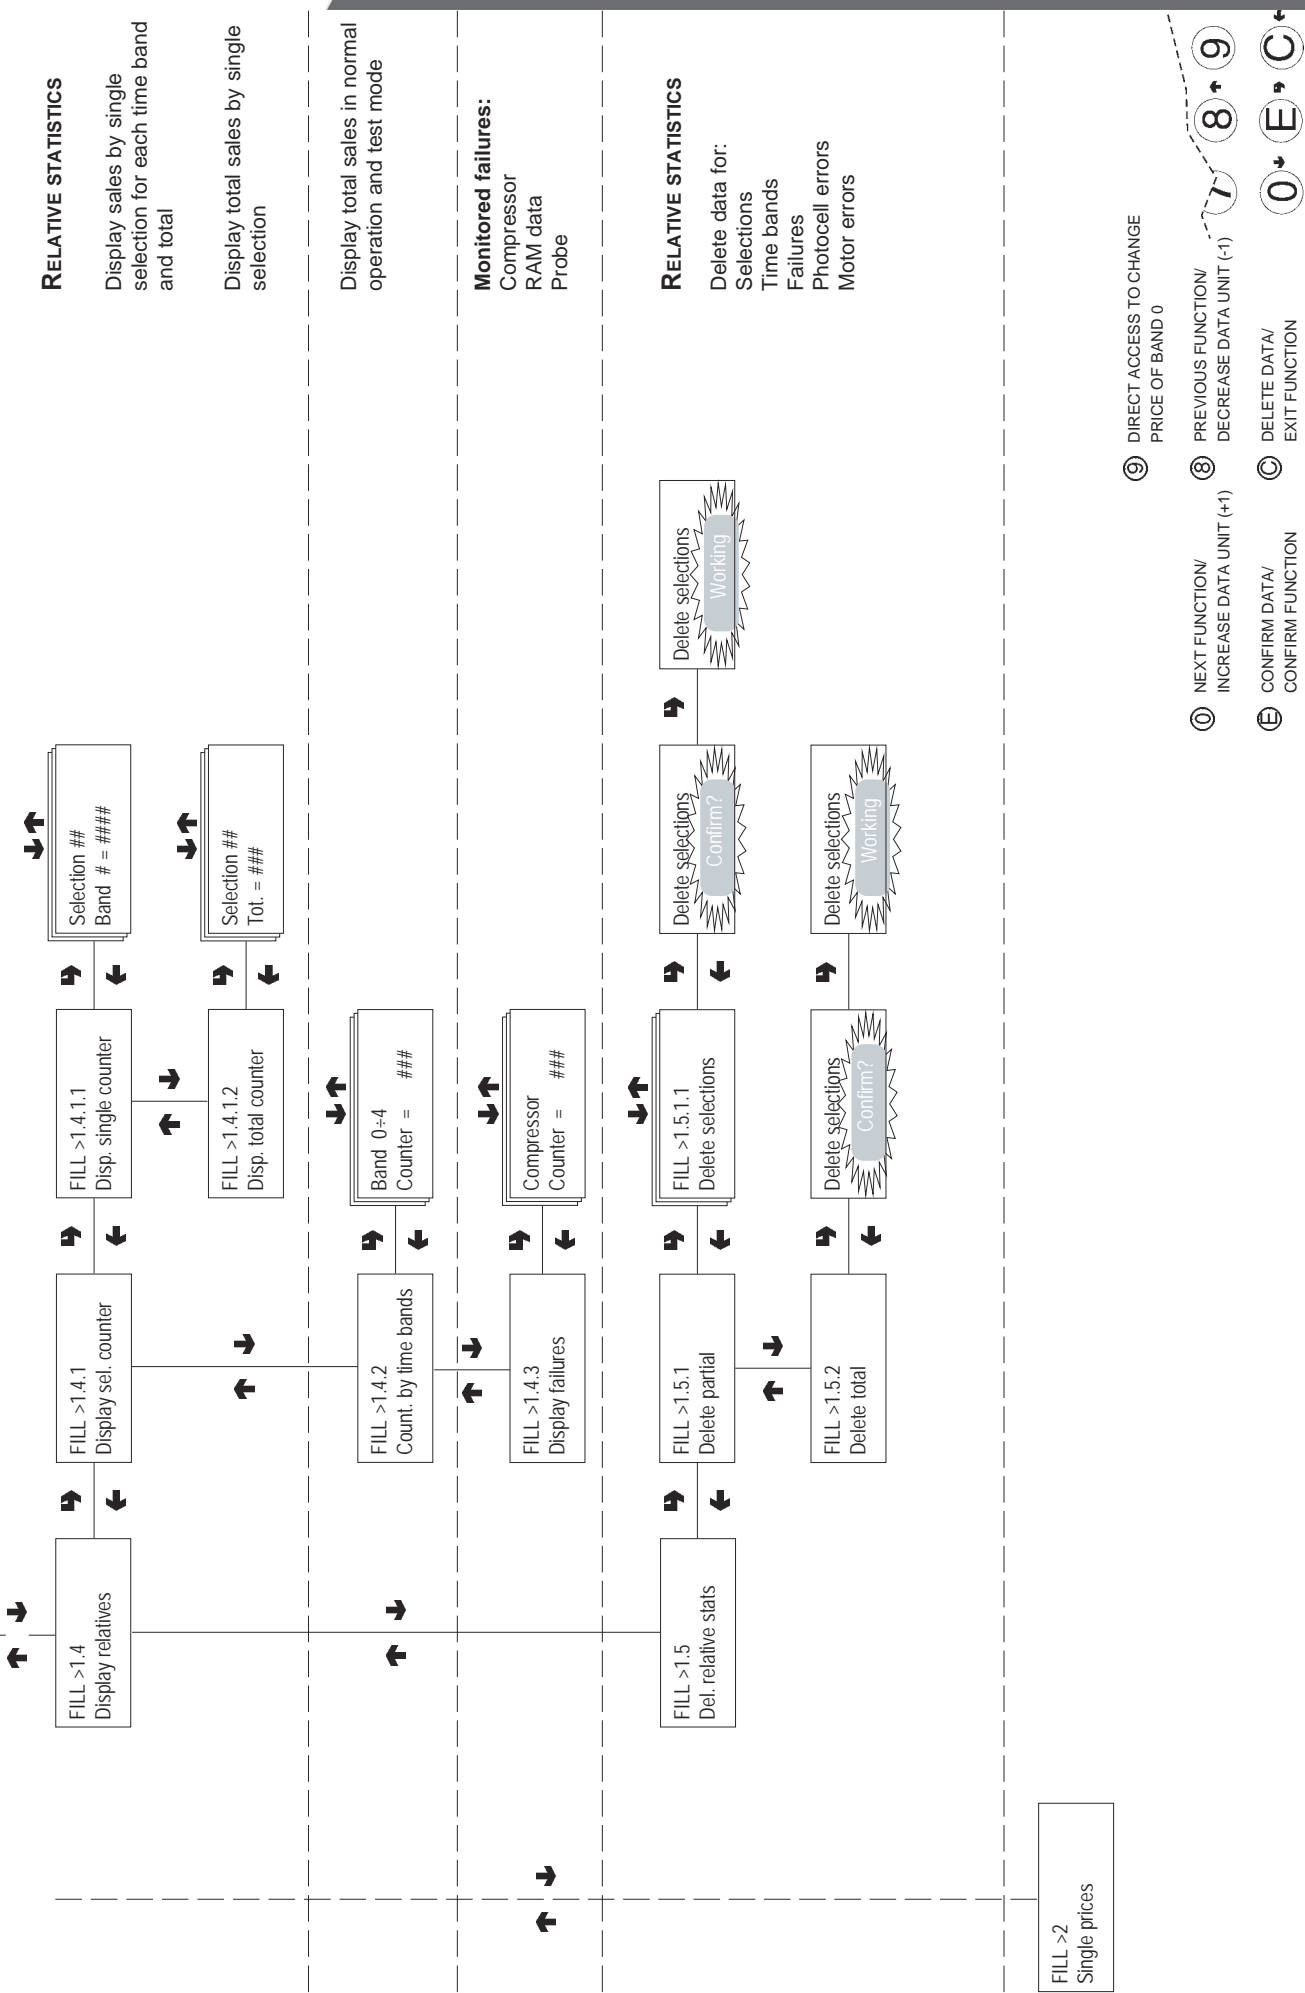 FILL >1.4
Display relatives
FILL >1.4.1
Display sel. counter
FILL >1.4.1.1
Disp. single counter
Selection ##
Band # = ####
RELATIVE STATISTICS
Display sales by single
selection for each time band
and total
FILL >1.4.1.2
Disp. total counter
Selection ##
Tot. = ###
Display total sales by single
selection
FILL >1.4.2
Count. by time bands
Band 0÷4
Counter = ###
Display total sales in normal
operation and test mode
FILL >1.4.3
Display failures
Compressor
Counter = ###
Monitored failures:
Compressor
RAM data
Probe
FILL >1.5
Del. relative stats
FILL >1.5.1
Delete partial
FILL >1.5.1.1
Delete selections
Delete selections
Confirm?
Delete selections
Working
RELATIVE STATISTICS
Delete data for:
Selections
Time bands
Failures
Photocell errors
Motor errors
FILL >1.5.2
Delete total
Delete selections
Confirm?
Delete selections
Working
FILL >2
Single prices
9 DIRECT ACCESS TO CHANGE
PRICE OF BAND 0
0 NEXT FUNCTION/
INCREASE DATA UNIT (+1)
8 PREVIOUS FUNCTION/
DECREASE DATA UNIT (-1)
E CONFIRM DATA/
CONFIRM FUNCTION
C DELETE DATA/
EXIT FUNCTION
7 8 9
0 E C